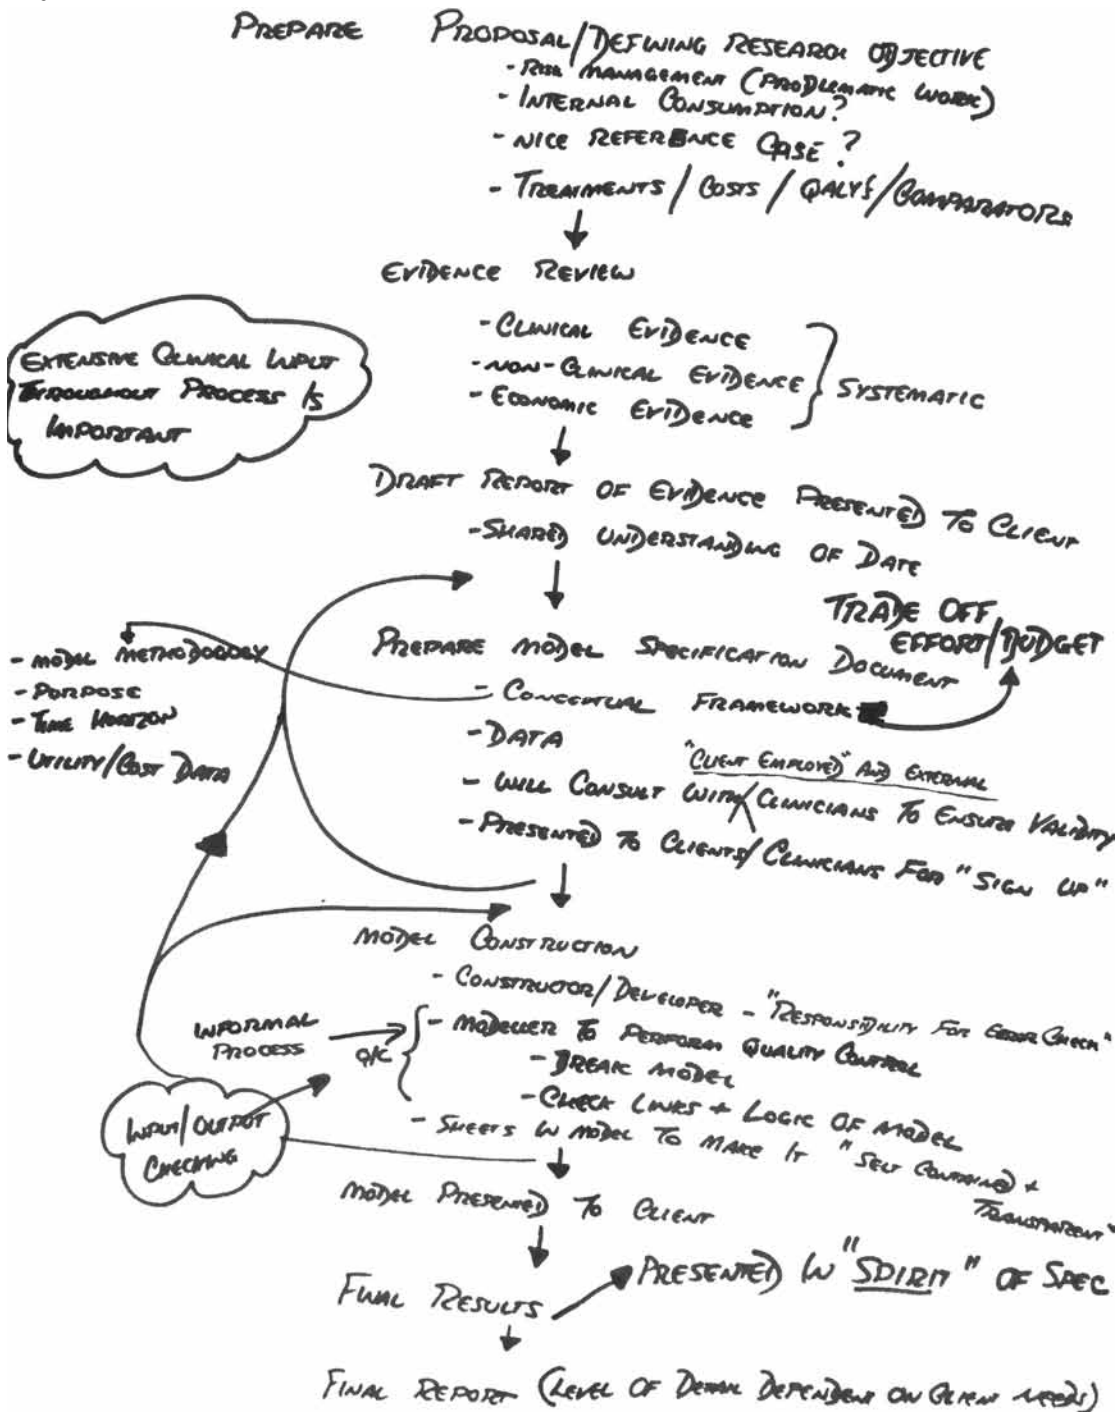 PREPARE PROPOSAL/DEFINING RESEARCH OBJECTIVE
- RISK MANAGEMENT (PROBLEMATIC WORK)
- INTERNAL CONSUMPTION?
- NICE REFERENCE CASE?
- TREATMENTS / COSTS / QALYS / COMPARATORS
EVIDENCE REVIEW
- CLINICAL EVIDENCE
- NON-CLINICAL EVIDENCE
- ECONOMIC EVIDENCE
SYSTEMATIC
EXTENSIVE CLINICAL INPUT
THROUGHOUT PROCESS IS
IMPORTANT
DRAFT REPORT OF EVIDENCE PRESENTED TO CLIENT
- SHARED UNDERSTANDING OF DATE
TRADE OFF
EFFORT/BUDGET
PREPARE MODEL SPECIFICATION DOCUMENT
- MODEL METHODOLOGY
- PORPOSE
- TIME HORIZON
- UTILITY/COST DATA
- CONCEPTUAL FRAMEWORK
- DATA
"CLIENT EMPLOYED" AND EXTERNAL
- WILL CONSULT WITH/CLINICIANS TO ENSURE VALIDITY
- PRESENTED TO CLIENTS/CLINICIANS FOR "SIGN UP"
MODEL CONSTRUCTION
- CONSTRUCTOR/DEVELOPER - "RESPONSIBILITY FOR ERROR CHECK"
INFORMAL
PROCESS
Q/C
- MODELLER TO PERFORM QUALITY CONTROL
- BREAK MODEL
- CHECK LINKS + LOGIC OF MODEL
- SHEETS IN MODEL TO MAKE IT "SELF CONTAINED +
TRANSPARENT"
INPUT/OUTPUT
CHECKING
MODEL PRESENTED TO CLIENT
FINAL RESULTS
PRESENTED IN "SPIRIT" OF SPEC
FINAL REPORT (LEVEL OF DETAIL DEPENDENT ON CLIENT NEEDS)